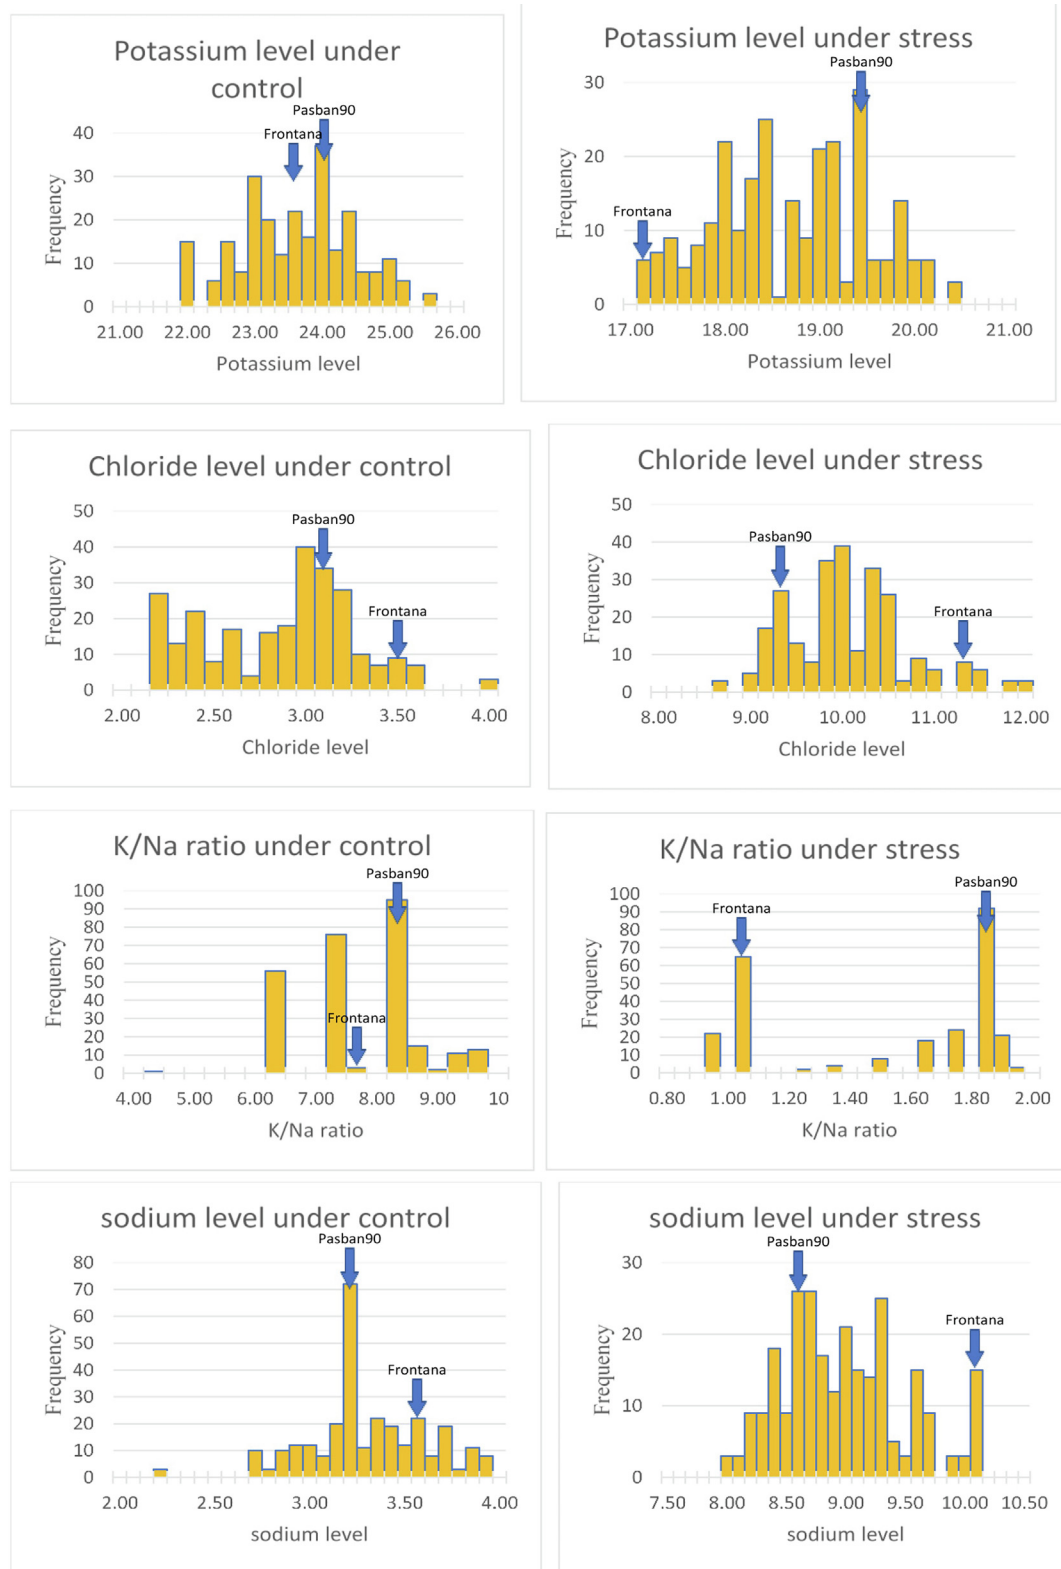 Potassium level under
control
Pasban90
Frontana
40
30
20
10
0
Frequency
21.00 22.00 23.00 24.00 25.00 26.00
Potassium level
Potassium level under stress
Pasban90
Frontana
30
20
10
0
Frequency
17.00 18.00 19.00 20.00 21.00
Potassium level
Chloride level under control
Pasban90
Frontana
50
40
30
20
10
0
Frequency
2.00 2.50 3.00 3.50 4.00
Chloride level
Chloride level under stress
Pasban90
Frontana
50
40
30
20
10
0
Frequency
8.00 9.00 10.00 11.00 12.00
Chloride level
K/Na ratio under control
Pasban90
Frontana
100
90
80
70
60
50
40
30
20
10
0
Frequency
4.00 5.00 6.00 7.00 8.00 9.00 10
K/Na ratio
K/Na ratio under stress
Pasban90
Frontana
100
90
80
70
60
50
40
30
20
10
0
Frequency
0.80 1.00 1.20 1.40 1.60 1.80 2.00
K/Na ratio
sodium level under control
Pasban90
Frontana
80
70
60
50
40
30
20
10
0
Frequency
2.00 2.50 3.00 3.50 4.00
sodium level
sodium level under stress
Pasban90
Frontana
30
20
10
0
Frequency
7.50 8.00 8.50 9.00 9.50 10.00 10.50
sodium level